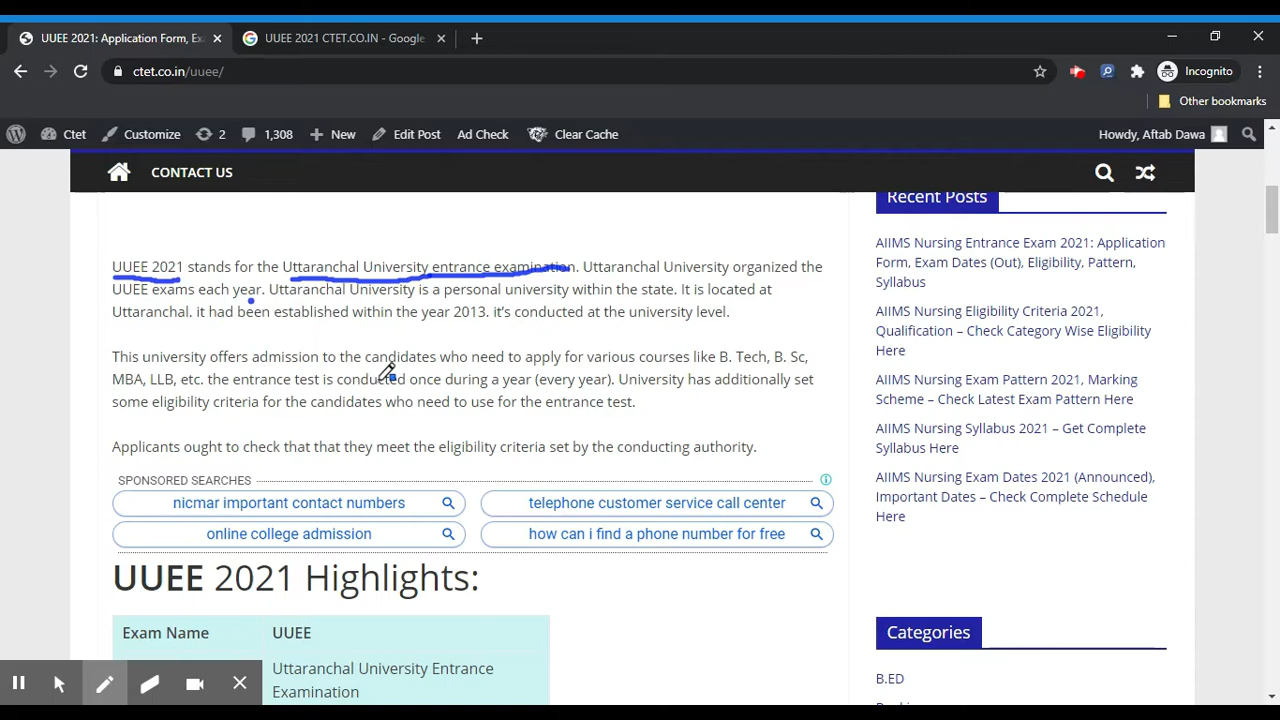 UUEE 2021: Application Form, Ex
UUEE 2021 CTET.CO.IN - Google
ctet.co.in/uuee/
Incognito
Other bookmarks
Ctet
Customize
2
1,308
New
Edit Post
Ad Check
Clear Cache
Howdy, Aftab Dawa
CONTACT US
UUEE 2021 stands for the Uttaranchal University entrance examination. Uttaranchal University organized the
UUEE exams each year. Uttaranchal University is a personal university within the state. It is located at
Uttaranchal. it had been established within the year 2013. it's conducted at the university level.
This university offers admission to the candidates who need to apply for various courses like B. Tech, B. Sc,
MBA, LLB, etc. the entrance test is conducted once during a year (every year). University has additionally set
some eligibility criteria for the candidates who need to use for the entrance test.
Applicants ought to check that that they meet the eligibility criteria set by the conducting authority.
SPONSORED SEARCHES
nicmar important contact numbers
telephone customer service call center
online college admission
how can i find a phone number for free
UUEE 2021 Highlights:
Exam Name
UUEE
Uttaranchal University Entrance
Examination
Recent Posts
AIIMS Nursing Entrance Exam 2021: Application
Form, Exam Dates (Out), Eligibility, Pattern,
Syllabus
AIIMS Nursing Eligibility Criteria 2021,
Qualification – Check Category Wise Eligibility
Here
AIIMS Nursing Exam Pattern 2021, Marking
Scheme – Check Latest Exam Pattern Here
AIIMS Nursing Syllabus 2021 – Get Complete
Syllabus Here
AIIMS Nursing Exam Dates 2021 (Announced),
Important Dates – Check Complete Schedule
Here
Categories
B.ED